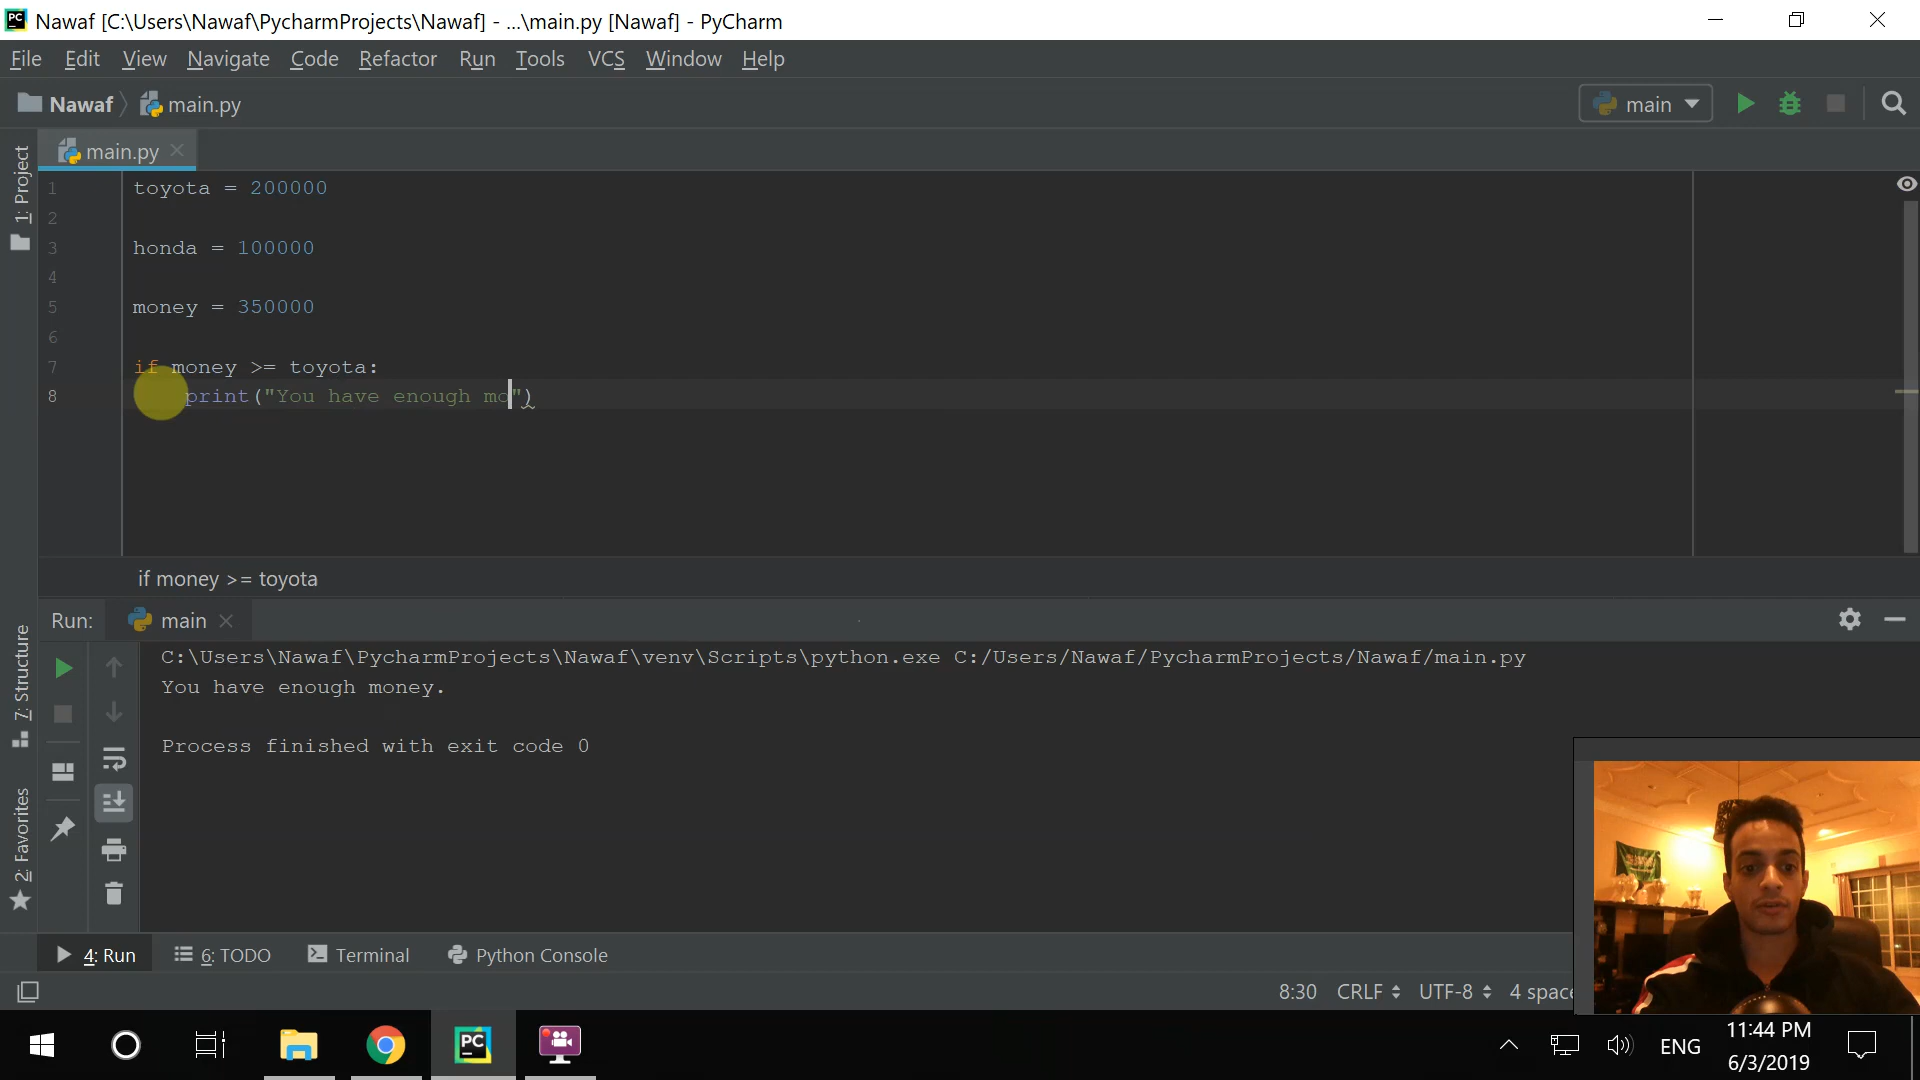 Nawaf [C:\Users\Nawaf\PycharmProjects\Nawaf] - ...\main.py [Nawaf] - PyCharm
File Edit View Navigate Code Refactor Run Tools VCS Window Help
Nawaf main.py main
main.py
1: Project
1 toyota = 200000
2
3 honda = 100000
4
5 money = 350000
6
7 if money >= toyota:
8 print("You have enough mo")
if money >= toyota
Run: main
C:\Users\Nawaf\PycharmProjects\Nawaf\venv\Scripts\python.exe C:/Users/Nawaf/PycharmProjects/Nawaf/main.py
You have enough money.
Process finished with exit code 0
7: Structure
2: Favorites
4: Run 6: TODO Terminal Python Console
8:30 CRLF UTF-8 4 space
PC
ENG
11:44 PM
6/3/2019